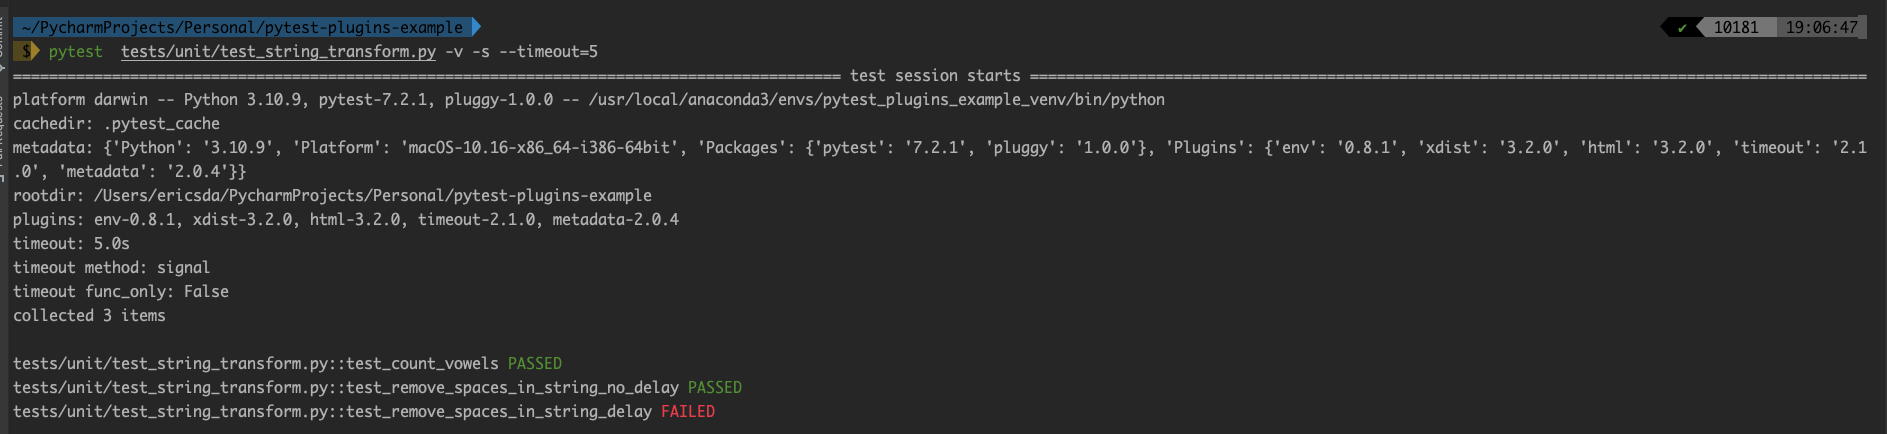 ~/PycharmProjects/Personal/pytest-plugins-example ✔ 10181 19:06:47
$ pytest tests/unit/test_string_transform.py -v -s --timeout=5
============================================================================================ test session starts =============================================================================================
platform darwin -- Python 3.10.9, pytest-7.2.1, pluggy-1.0.0 -- /usr/local/anaconda3/envs/pytest_plugins_example_venv/bin/python
cachedir: .pytest_cache
metadata: {'Python': '3.10.9', 'Platform': 'macOS-10.16-x86_64-i386-64bit', 'Packages': {'pytest': '7.2.1', 'pluggy': '1.0.0'}, 'Plugins': {'env': '0.8.1', 'xdist': '3.2.0', 'html': '3.2.0', 'timeout': '2.1
.0', 'metadata': '2.0.4'}}
rootdir: /Users/ericsda/PycharmProjects/Personal/pytest-plugins-example
plugins: env-0.8.1, xdist-3.2.0, html-3.2.0, timeout-2.1.0, metadata-2.0.4
timeout: 5.0s
timeout method: signal
timeout func_only: False
collected 3 items
tests/unit/test_string_transform.py::test_count_vowels PASSED
tests/unit/test_string_transform.py::test_remove_spaces_in_string_no_delay PASSED
tests/unit/test_string_transform.py::test_remove_spaces_in_string_delay FAILED